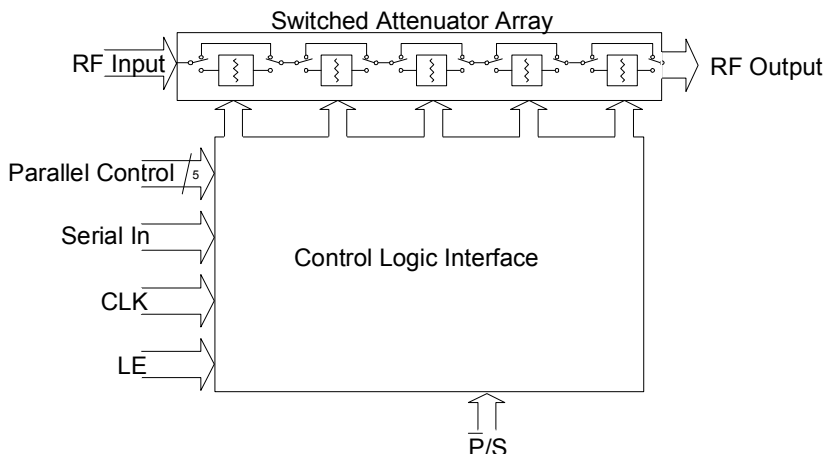 Switched Attenuator Array
RF Input
RF Output
Parallel Control
5
Serial In
Control Logic Interface
CLK
LE
P̅/S